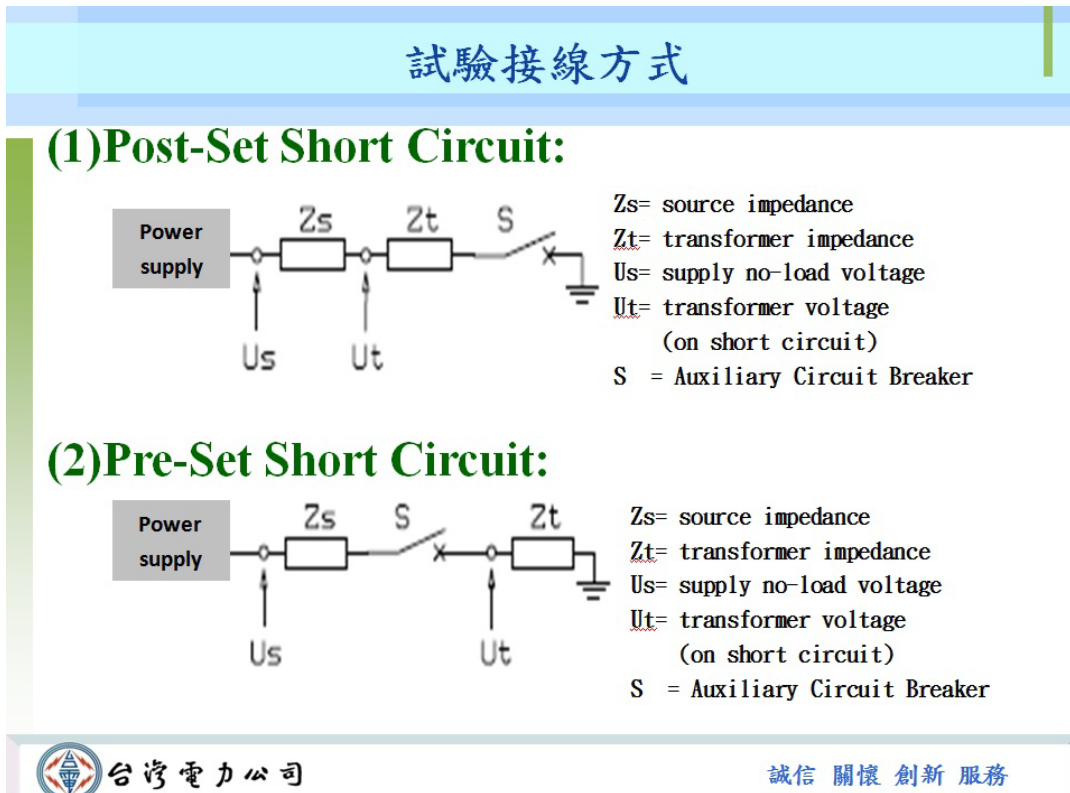 試驗接線方式
(1)Post-Set Short Circuit:
Power
supply
Zs
Zt
S
Us
Ut
Zs= source impedance
Zt= transformer impedance
Us= supply no-load voltage
Ut= transformer voltage
(on short circuit)
S = Auxiliary Circuit Breaker
(2)Pre-Set Short Circuit:
Power
supply
Zs
S
Zt
Us
Ut
Zs= source impedance
Zt= transformer impedance
Us= supply no-load voltage
Ut= transformer voltage
(on short circuit)
S = Auxiliary Circuit Breaker
台灣電力公司
誠信 關懷 創新 服務